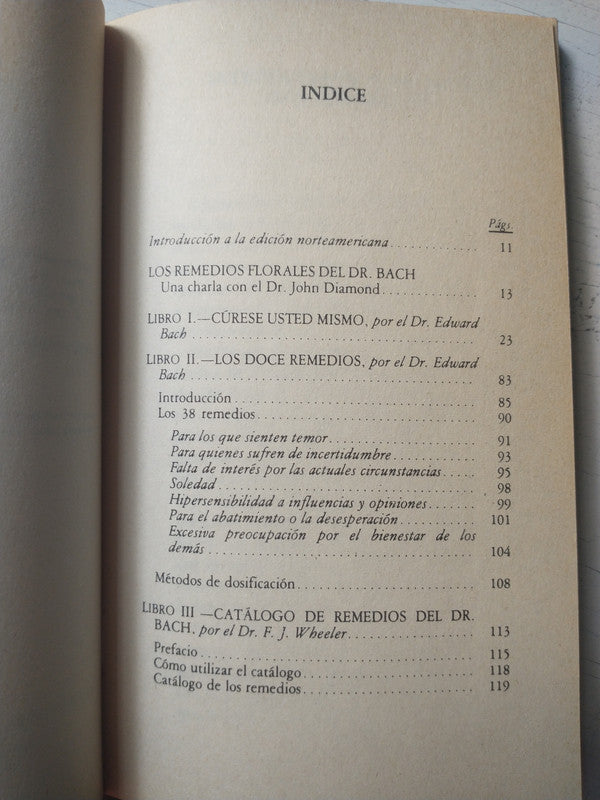 INDICE
Págs.
Introducción a la edición norteamericana . . . . . . . . . . . . 11
LOS REMEDIOS FLORALES DEL DR. BACH
Una charla con el Dr. John Diamond . . . . . . . . . . . . . 13
LIBRO I.—CÚRESE USTED MISMO, por el Dr. Edward
Bach . . . . . . . . . . . . . . . . . . . . . . . . . . . . . . . . . . . . . . . 23
LIBRO II.—LOS DOCE REMEDIOS, por el Dr. Edward
Bach . . . . . . . . . . . . . . . . . . . . . . . . . . . . . . . . . . . . . . . 83
Introducción . . . . . . . . . . . . . . . . . . . . . . . . . . . . . . . . 85
Los 38 remedios . . . . . . . . . . . . . . . . . . . . . . . . . . . . . 90
Para los que sienten temor . . . . . . . . . . . . . . . . . . . . 91
Para quienes sufren de incertidumbre . . . . . . . . . . . 93
Falta de interés por las actuales circunstancias . . . . . 95
Soledad . . . . . . . . . . . . . . . . . . . . . . . . . . . . . . . . . . . 98
Hipersensibilidad a influencias y opiniones . . . . . . . 99
Para el abatimiento o la desesperación . . . . . . . . . . 101
Excesiva preocupación por el bienestar de los
demás . . . . . . . . . . . . . . . . . . . . . . . . . . . . . . . . . . . . 104
Métodos de dosificación . . . . . . . . . . . . . . . . . . . . . . . 108
LIBRO III —CATÁLOGO DE REMEDIOS DEL DR.
BACH, por el Dr. F. J. Wheeler . . . . . . . . . . . . . . . . . 113
Prefacio . . . . . . . . . . . . . . . . . . . . . . . . . . . . . . . . . . . . 115
Cómo utilizar el catálogo . . . . . . . . . . . . . . . . . . . . . . 118
Catálogo de los remedios . . . . . . . . . . . . . . . . . . . . . . 119